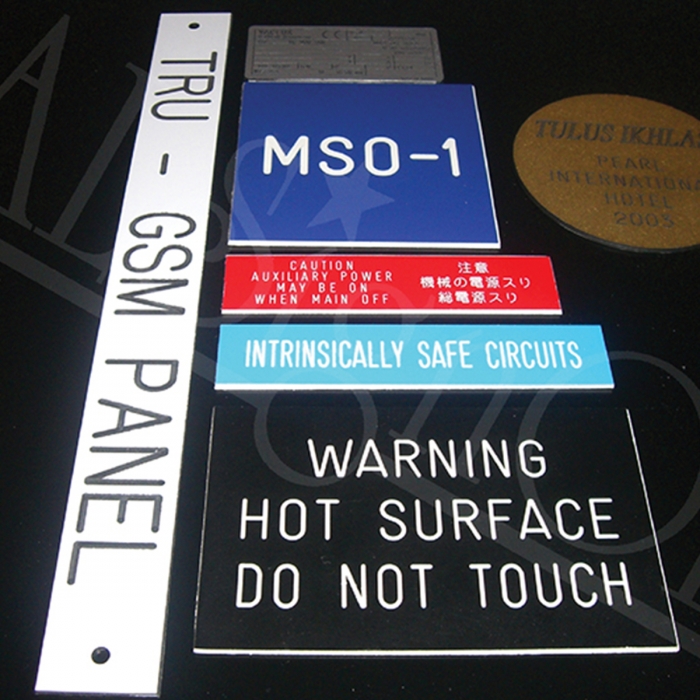 TRU - GSM PANEL
MSO-1
CAUTION
AUXILIARY POWER
MAY BE ON
WHEN MAIN OFF
注意
機械の電源スリ
総電源スリ
INTRINSICALLY SAFE CIRCUITS
WARNING
HOT SURFACE
DO NOT TOUCH
TULUS IKHLA
PEARL
INTERNATIONA
HOTEL
2003